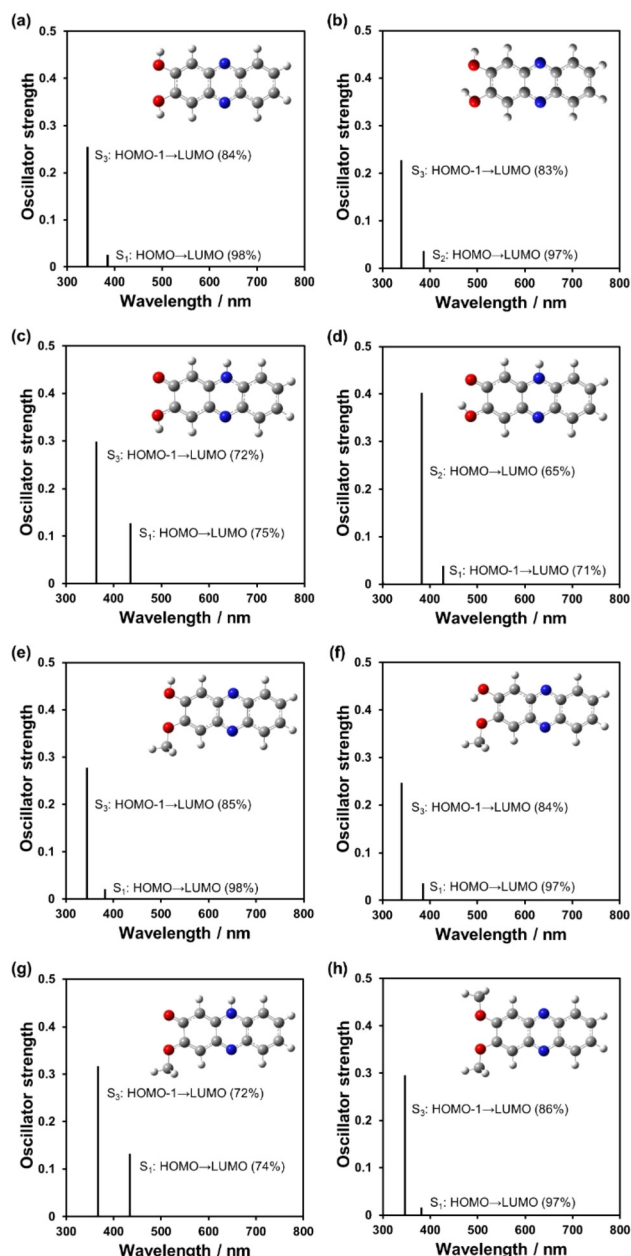 (a)
0.5
0.4
0.3
0.2
0.1
0
Oscillator strength
S₃: HOMO-1→LUMO (84%)
S₁: HOMO→LUMO (98%)
300 400 500 600 700 800
Wavelength / nm
(b)
0.5
0.4
0.3
0.2
0.1
0
Oscillator strength
S₃: HOMO-1→LUMO (83%)
S₂: HOMO→LUMO (97%)
300 400 500 600 700 800
Wavelength / nm
(c)
0.5
0.4
0.3
0.2
0.1
0
Oscillator strength
S₃: HOMO-1→LUMO (72%)
S₁: HOMO→LUMO (75%)
300 400 500 600 700 800
Wavelength / nm
(d)
0.5
0.4
0.3
0.2
0.1
0
Oscillator strength
S₂: HOMO→LUMO (65%)
S₁: HOMO-1→LUMO (71%)
300 400 500 600 700 800
Wavelength / nm
(e)
0.5
0.4
0.3
0.2
0.1
0
Oscillator strength
S₃: HOMO-1→LUMO (85%)
S₁: HOMO→LUMO (98%)
300 400 500 600 700 800
Wavelength / nm
(f)
0.5
0.4
0.3
0.2
0.1
0
Oscillator strength
S₃: HOMO-1→LUMO (84%)
S₁: HOMO→LUMO (97%)
300 400 500 600 700 800
Wavelength / nm
(g)
0.5
0.4
0.3
0.2
0.1
0
Oscillator strength
S₃: HOMO-1→LUMO (72%)
S₁: HOMO→LUMO (74%)
300 400 500 600 700 800
Wavelength / nm
(h)
0.5
0.4
0.3
0.2
0.1
0
Oscillator strength
S₃: HOMO-1→LUMO (86%)
S₁: HOMO→LUMO (97%)
300 400 500 600 700 800
Wavelength / nm